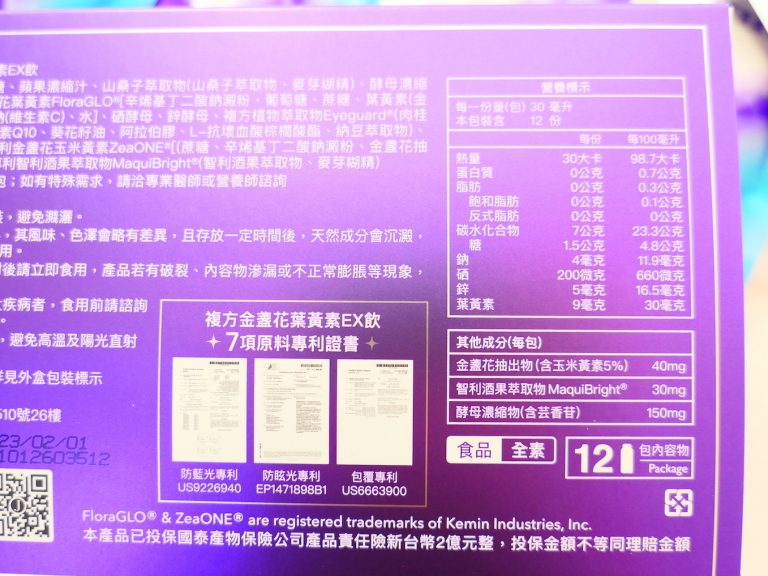 素EX飲
糖、蘋果濃縮汁、山桑子萃取物(山桑子萃取物、麥芽糊精)、酵母濃縮
花葉黃素FloraGLO®[辛烯基丁二酸鈉澱粉、葡萄糖、蔗糖、葉黃素(金
鈉(維生素C)、水]、硒酵母、鋅酵母、複方植物萃取物Eyeguard®(肉桂
素Q10、葵花籽油、阿拉伯膠、L-抗壞血酸棕櫚酸酯、納豆萃取物)、
利金盞花玉米黃素ZeaONE®[(蔗糖、辛烯基丁二酸鈉澱粉、金盞花抽
專利智利酒果萃取物MaquiBright®(智利酒果萃取物、麥芽糊精)
包；如有特殊需求，請洽專業醫師或營養師諮詢
，避免濺灑。
，其風味、色澤會略有差異，且存放一定時間後，天然成分會沉澱，
用。
封後請立即食用，產品若有破裂、內容物滲漏或不正常膨脹等現象，
疾病者，食用前請諮詢
，避免高溫及陽光直射
詳見外盒包裝標示
510號26樓
23/02/01
1012603512
複方金盞花葉黃素EX飲
7項原料專利證書
防藍光專利 防眩光專利 包覆專利
US9226940 EP1471898B1 US6663900
營養標示
每一份量(包) 30 毫升
本包裝含 12 份
每份 每100毫升
熱量 30大卡 98.7大卡
蛋白質 0公克 0.7公克
脂肪 0公克 0.3公克
飽和脂肪 0公克 0.1公克
反式脂肪 0公克 0公克
碳水化合物 7公克 23.3公克
糖 1.5公克 4.8公克
鈉 4毫克 11.9毫克
硒 200微克 660微克
鋅 5毫克 16.5毫克
葉黃素 9毫克 30毫克
其他成分(每包)
金盞花抽出物(含玉米黃素5%) 40mg
智利酒果萃取物 MaquiBright® 30mg
酵母濃縮物(含芸香苷) 150mg
食品 全素
12 包內容物
Package
FloraGLO® & ZeaONE® are registered trademarks of Kemin Industries, Inc.
本產品已投保國泰產物保險公司產品責任險新台幣2億元整，投保金額不等同理賠金額